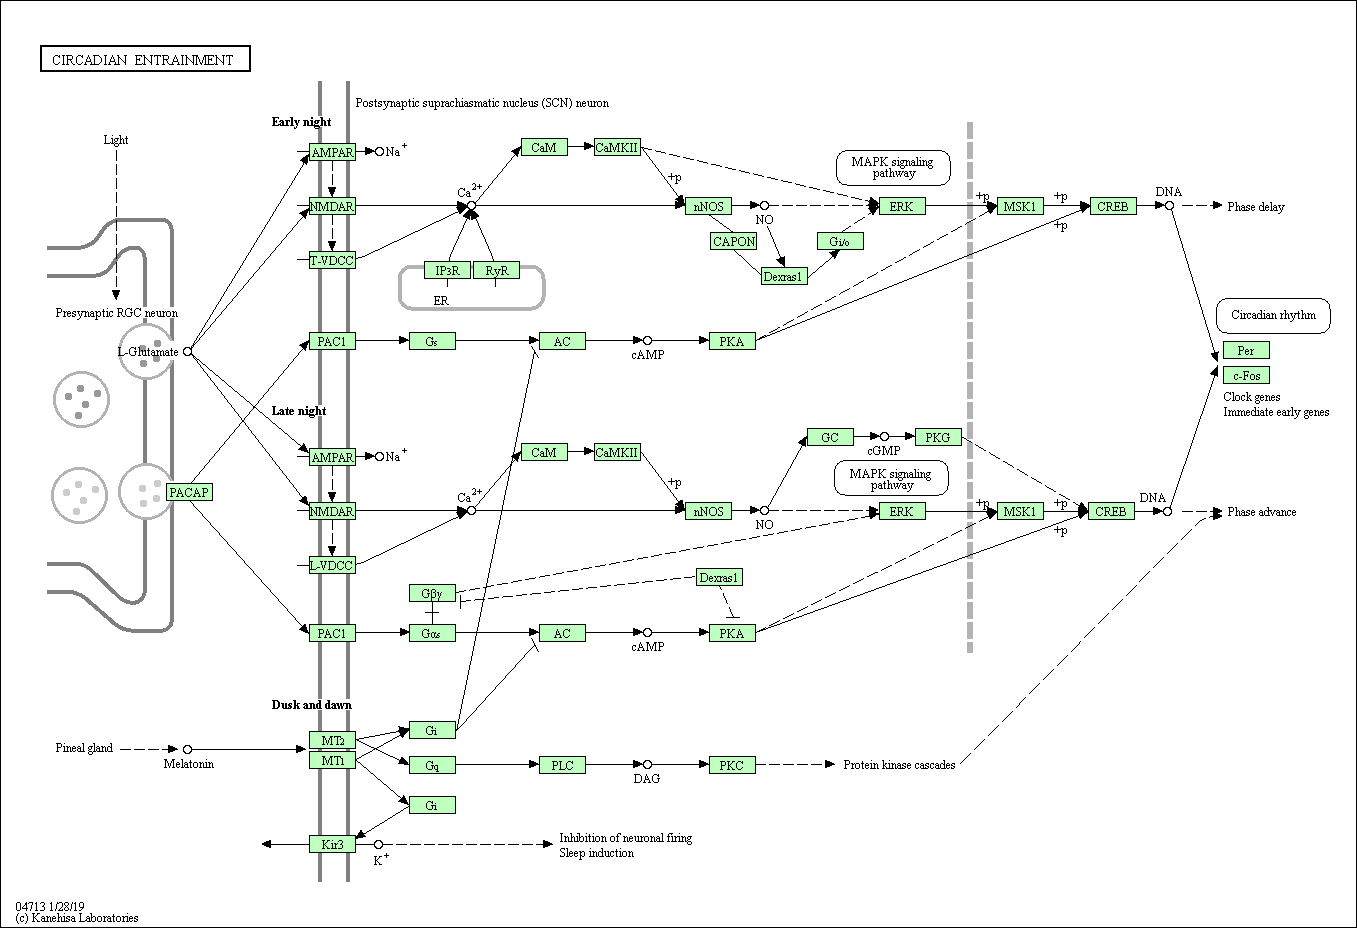 CIRCADIAN ENTRAINMENT
Postsynaptic suprachiasmatic nucleus (SCN) neuron
Early night
Light
AMPAR
Na+
CaM
CaMKII
MAPK signaling
pathway
+p
Ca2+
NMDAR
nNOS
NO
ERK
+p
MSK1
+p
CREB
DNA
Phase delay
+p
CAPON
Gi/o
T-VDCC
IP3R
RyR
Dexras1
ER
Presynaptic RGC neuron
Circadian rhythm
L-Glutamate
PAC1
Gs
AC
cAMP
PKA
Per
c-Fos
Clock genes
Immediate early genes
Late night
AMPAR
Na+
CaM
CaMKII
GC
cGMP
PKG
MAPK signaling
pathway
+p
PACAP
Ca2+
NMDAR
nNOS
NO
ERK
+p
MSK1
+p
CREB
DNA
Phase advance
+p
L-VDCC
Gβγ
Dexras1
PAC1
Gαs
AC
cAMP
PKA
Dusk and dawn
Gi
MT2
Pineal gland
Melatonin
MT1
Gq
PLC
DAG
PKC
Protein kinase cascades
Gi
Kir3
K+
Inhibition of neuronal firing
Sleep induction
04713 1/28/19
(c) Kanehisa Laboratories